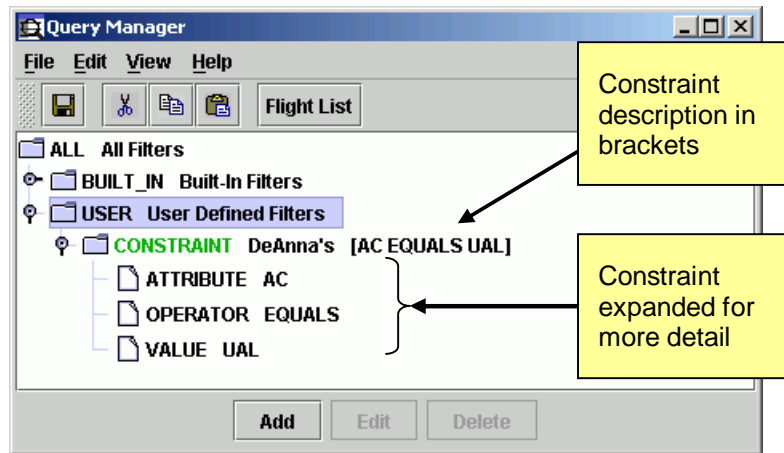 Query Manager
File Edit View Help
Flight List
ALL All Filters
BUILT_IN Built-In Filters
USER User Defined Filters
CONSTRAINT DeAnna's [AC EQUALS UAL]
ATTRIBUTE AC
OPERATOR EQUALS
VALUE UAL
Add Edit Delete
Constraint
description in
brackets
Constraint
expanded for
more detail